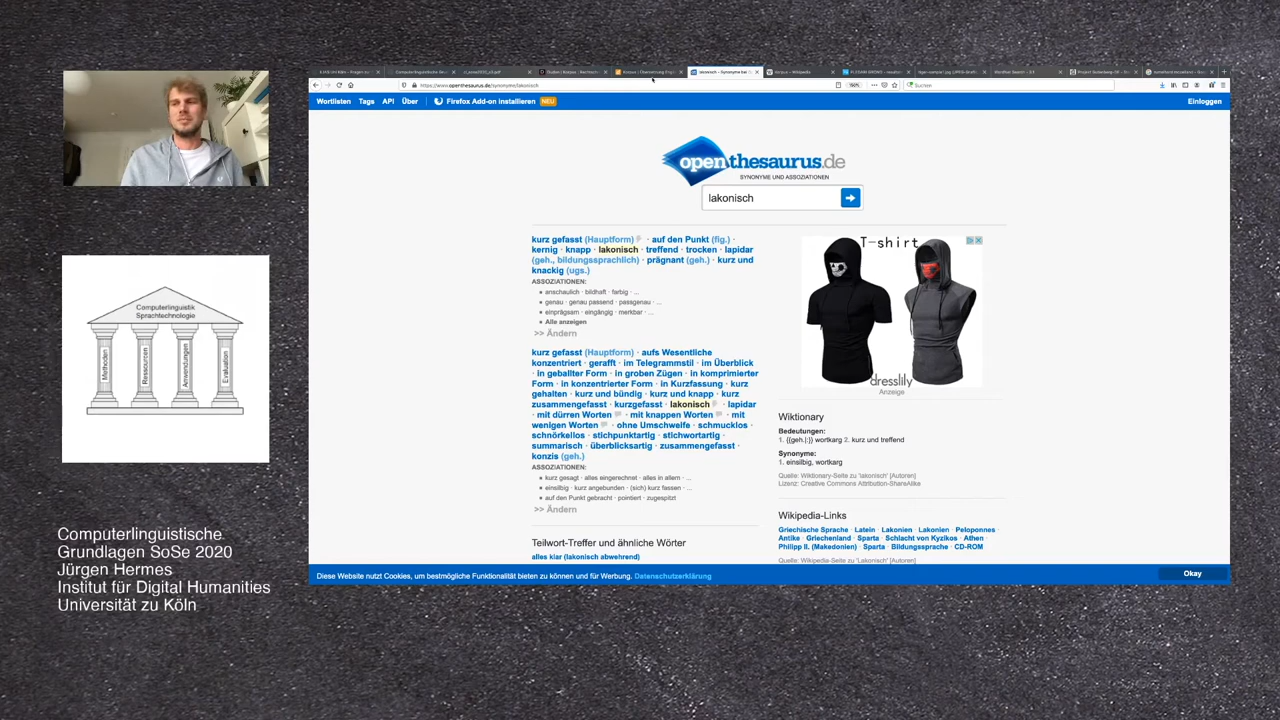 https://www.openthesaurus.de/synonyme/lakonisch
150%
Suchen
Wortlisten Tags API Über Firefox Add-on installieren NEU
Einloggen
openthesaurus.de
SYNONYME UND ASSOZIATIONEN
lakonisch
kurz gefasst (Hauptform) · auf den Punkt (fig.) ·
kernig · knapp · lakonisch · treffend · trocken · lapidar
(geh., bildungssprachlich) · prägnant (geh.) · kurz und
knackig (ugs.)
ASSOZIATIONEN:
anschaulich · bildhaft · farbig · ...
genau · genau passend · passgenau · ...
einprägsam · eingängig · merkbar · ...
Alle anzeigen
>> Ändern
kurz gefasst (Hauptform) · aufs Wesentliche
konzentriert · gerafft · im Telegrammstil · im Überblick
· in geballter Form · in groben Zügen · in komprimierter
Form · in konzentrierter Form · in Kurzfassung · kurz
gehalten · kurz und bündig · kurz und knapp · kurz
zusammengefasst · kurzgefasst · lakonisch · lapidar
· mit dürren Worten · mit knappen Worten · mit
wenigen Worten · ohne Umschweife · schmucklos ·
schnörkellos · stichpunktartig · stichwortartig ·
summarisch · überblicksartig · zusammengefasst ·
konzis (geh.)
ASSOZIATIONEN:
kurz gesagt · alles eingerechnet · alles in allem · ...
einsilbig · kurz angebunden · (sich) kurz fassen · ...
auf den Punkt gebracht · pointiert · zugespitzt
>> Ändern
Teilwort-Treffer und ähnliche Wörter
alles klar (lakonisch abwehrend)
T-shirt
dresslily
Anzeige
Wiktionary
Bedeutungen:
1. {{geh.|:}} wortkarg 2. kurz und treffend
Synonyme:
1. einsilbig, wortkarg
Quelle: Wiktionary-Seite zu 'lakonisch' [Autoren]
Lizenz: Creative Commons Attribution-ShareAlike
Wikipedia-Links
Griechische Sprache · Latein · Lakonien · Lakonien · Peloponnes ·
Antike · Griechenland · Sparta · Schlacht von Kyzikos · Athen ·
Philipp II. (Makedonien) · Sparta · Bildungssprache · CD-ROM
Quelle: Wikipedia-Seite zu 'Lakonisch' [Autoren]
Diese Website nutzt Cookies, um bestmögliche Funktionalität bieten zu können und für Werbung. Datenschutzerklärung
Okay
Computerlinguistik
Sprachtechnologie
Methoden
Ressourcen
Anwendungen
Evaluation
Computerlinguistische
Grundlagen SoSe 2020
Jürgen Hermes
Institut für Digital Humanities
Universität zu Köln